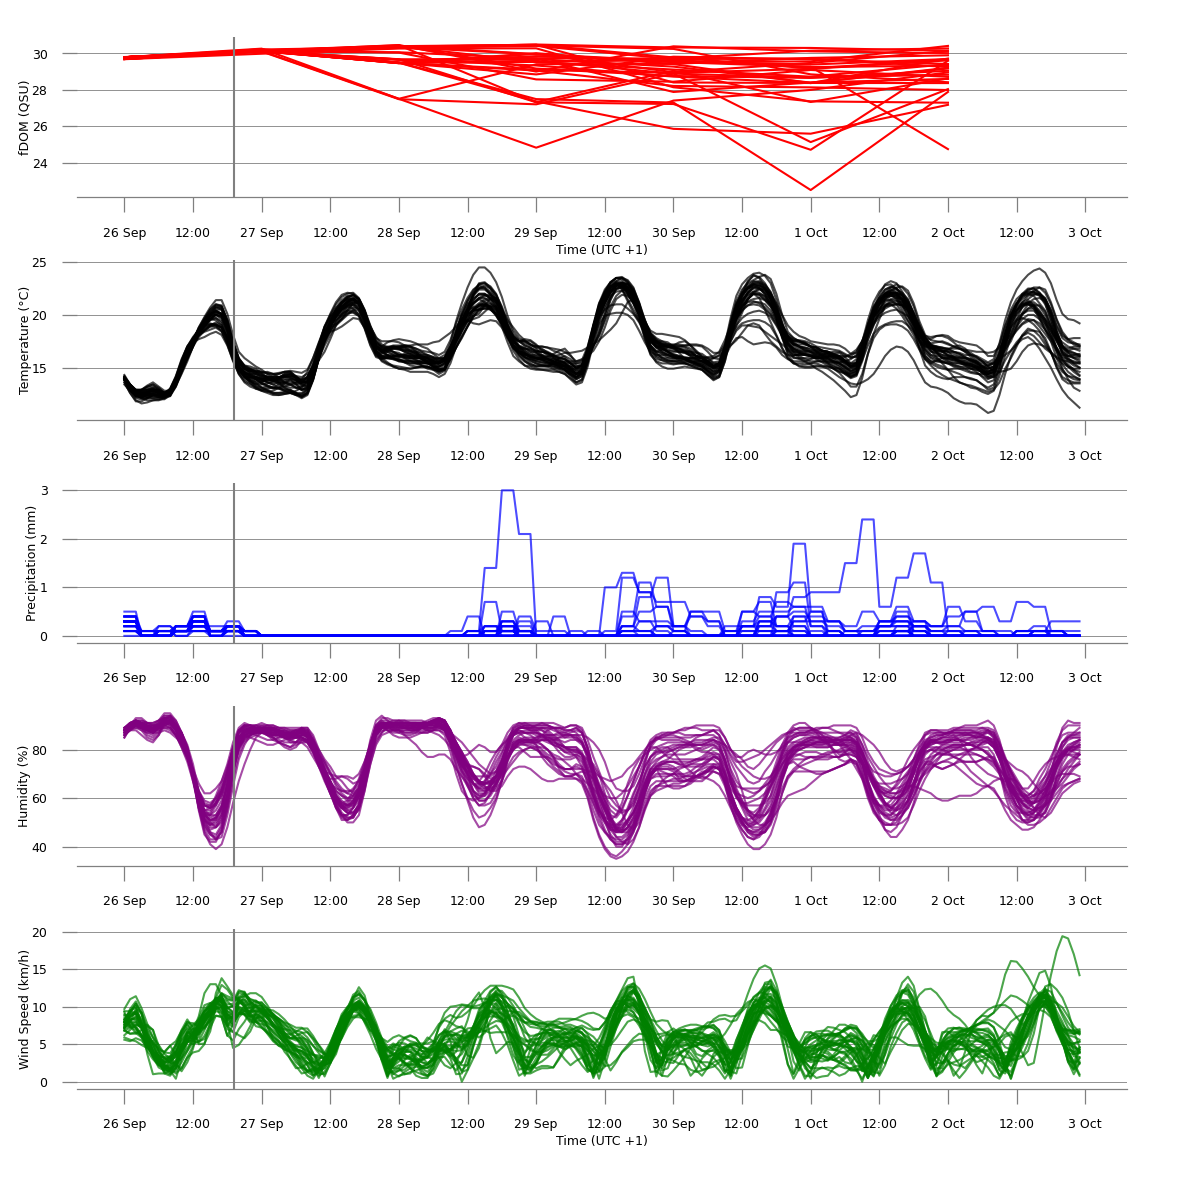 30
28
26
24
fDOM (QSU)
26 Sep 12:00 27 Sep 12:00 28 Sep 12:00 29 Sep 12:00 30 Sep 12:00 1 Oct 12:00 2 Oct 12:00 3 Oct
Time (UTC +1)
25
20
15
Temperature (°C)
26 Sep 12:00 27 Sep 12:00 28 Sep 12:00 29 Sep 12:00 30 Sep 12:00 1 Oct 12:00 2 Oct 12:00 3 Oct
3
2
1
0
Precipitation (mm)
26 Sep 12:00 27 Sep 12:00 28 Sep 12:00 29 Sep 12:00 30 Sep 12:00 1 Oct 12:00 2 Oct 12:00 3 Oct
80
60
40
Humidity (%)
26 Sep 12:00 27 Sep 12:00 28 Sep 12:00 29 Sep 12:00 30 Sep 12:00 1 Oct 12:00 2 Oct 12:00 3 Oct
20
15
10
5
0
Wind Speed (km/h)
26 Sep 12:00 27 Sep 12:00 28 Sep 12:00 29 Sep 12:00 30 Sep 12:00 1 Oct 12:00 2 Oct 12:00 3 Oct
Time (UTC +1)